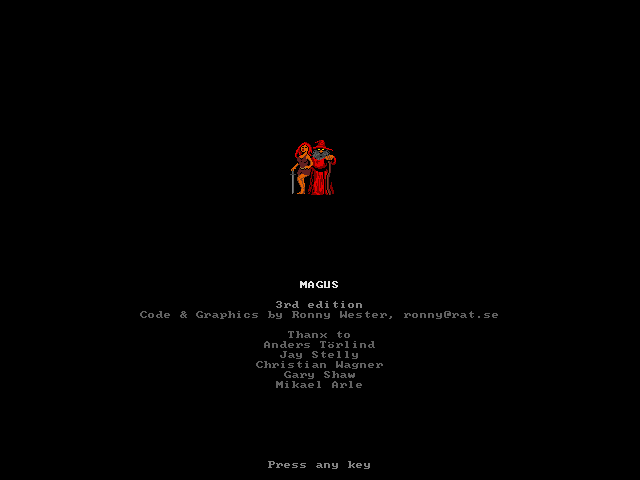 MAGUS
3rd edition
Code & Graphics by Ronny Wester, ronny@rat.se
Thanx to
Anders Törlind
Jay Stelly
Christian Wagner
Gary Shaw
Mikael Arle
Press any key